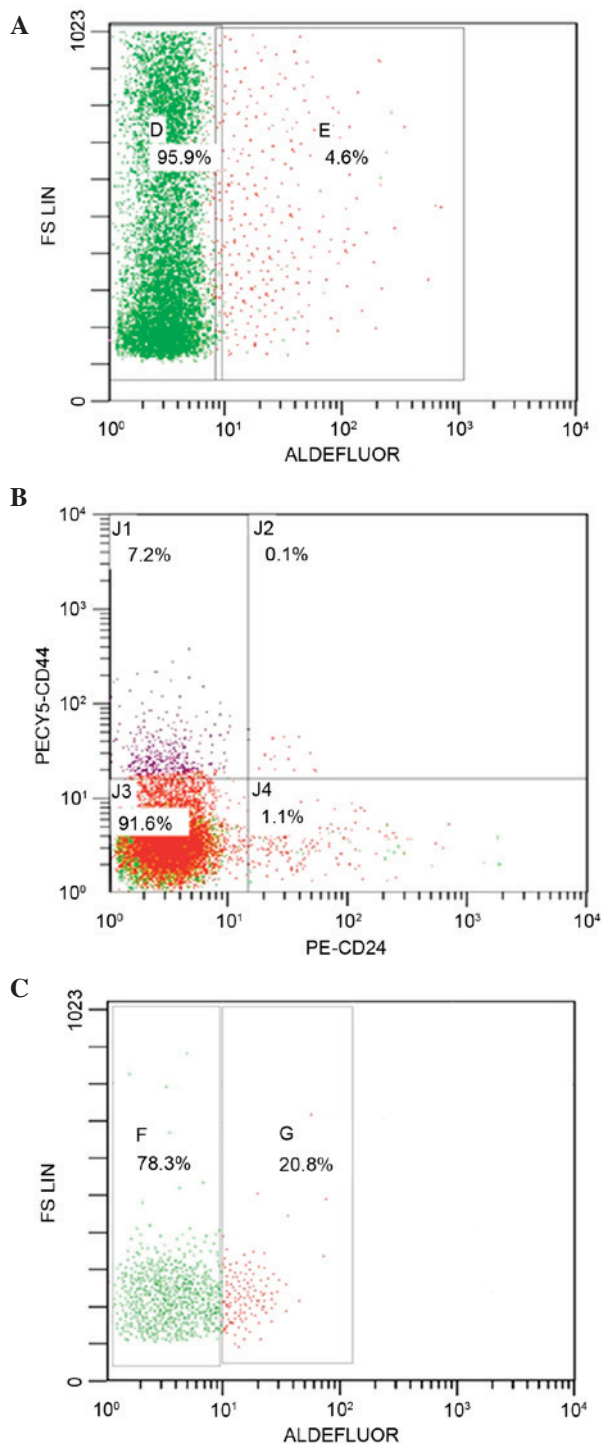 A
1023
FS LIN
0
D
95.9%
E
4.6%
10⁰ 10¹ 10² 10³ 10⁴
ALDEFLUOR
B
10⁴
10³
10²
10¹
10⁰
PECY5-CD44
J1
7.2%
J2
0.1%
J3
91.6%
J4
1.1%
10⁰ 10¹ 10² 10³ 10⁴
PE-CD24
C
1023
FS LIN
0
F
78.3%
G
20.8%
10⁰ 10¹ 10² 10³ 10⁴
ALDEFLUOR